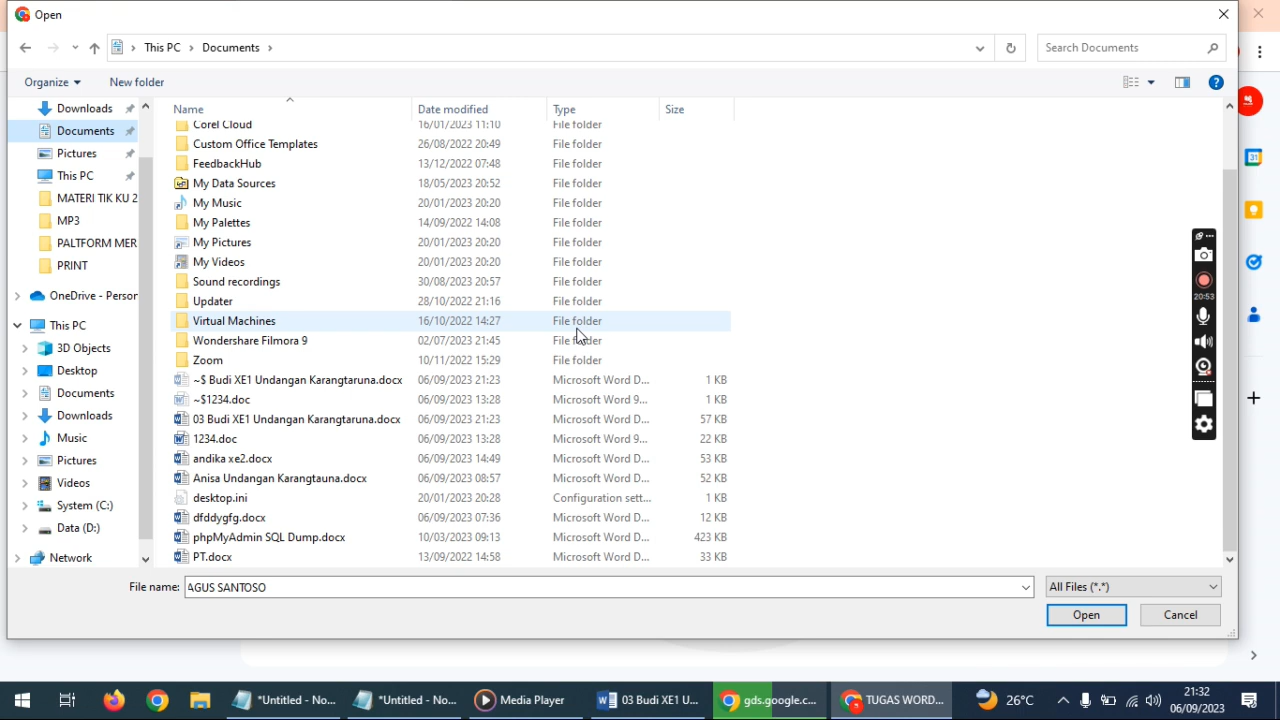 Open
This PC > Documents >
Search Documents
Organize
New folder
Name
Date modified
Type
Size
Downloads
Documents
Pictures
This PC
MATERI TIK KU 2
MP3
PALTFORM MER
PRINT
OneDrive - Person
This PC
3D Objects
Desktop
Documents
Downloads
Music
Pictures
Videos
System (C:)
Data (D:)
Network
Corel Cloud 16/01/2023 11:10 File folder
Custom Office Templates 26/08/2022 20:49 File folder
FeedbackHub 13/12/2022 07:48 File folder
My Data Sources 18/05/2023 20:52 File folder
My Music 20/01/2023 20:20 File folder
My Palettes 14/09/2022 14:08 File folder
My Pictures 20/01/2023 20:20 File folder
My Videos 20/01/2023 20:20 File folder
Sound recordings 30/08/2022 20:57 File folder
Updater 28/10/2022 21:16 File folder
Virtual Machines 16/10/2022 14:27 File folder
Wondershare Filmora 9 02/07/2023 21:45 File folder
Zoom 10/11/2022 15:29 File folder
~$ Budi XE1 Undangan Karangtaruna.docx 06/09/2023 21:23 Microsoft Word D... 1 KB
~$1234.doc 06/09/2023 13:28 Microsoft Word 9... 1 KB
03 Budi XE1 Undangan Karangtaruna.docx 06/09/2023 21:23 Microsoft Word D... 57 KB
1234.doc 06/09/2023 13:28 Microsoft Word 9... 22 KB
andika xe2.docx 06/09/2023 14:49 Microsoft Word D... 53 KB
Anisa Undangan Karangtauna.docx 06/09/2023 08:57 Microsoft Word D... 52 KB
desktop.ini 20/01/2023 20:28 Configuration sett... 1 KB
dfddygfg.docx 06/09/2023 07:36 Microsoft Word D... 12 KB
phpMyAdmin SQL Dump.docx 10/03/2023 09:13 Microsoft Word D... 423 KB
PT.docx 13/09/2022 14:58 Microsoft Word D... 33 KB
20:53
31
File name: AGUS SANTOSO
All Files (*.*)
Open
Cancel
*Untitled - No...
*Untitled - No...
Media Player
03 Budi XE1 U...
gds.google.c...
TUGAS WORD...
26°C
21:32
06/09/2023